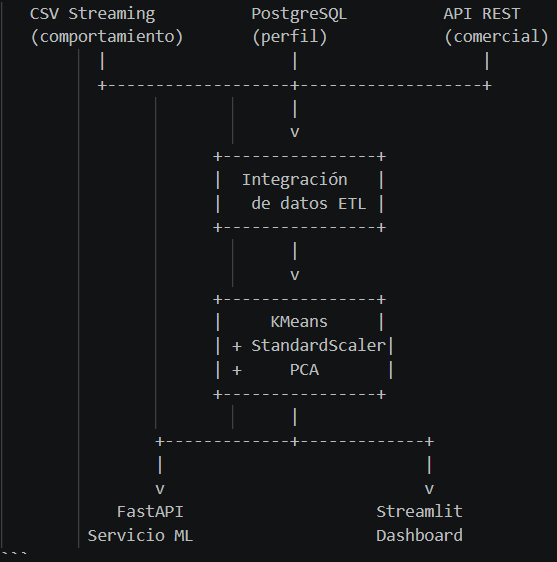 CSV Streaming          PostgreSQL          API REST
(comportamiento)       (perfil)            (comercial)
        |                   |                   |
        +-------------------+-------------------+
                            |
                            v
                    +----------------+
                    |  Integración   |
                    |   de datos ETL |
                    +----------------+
                            |
                            v
                    +----------------+
                    |     KMeans     |
                    | + StandardScaler|
                    | +     PCA       |
                    +----------------+
                            |
              +-------------+-------------+
              |                           |
              v                           v
          FastAPI                    Streamlit
       Servicio ML                   Dashboard
```